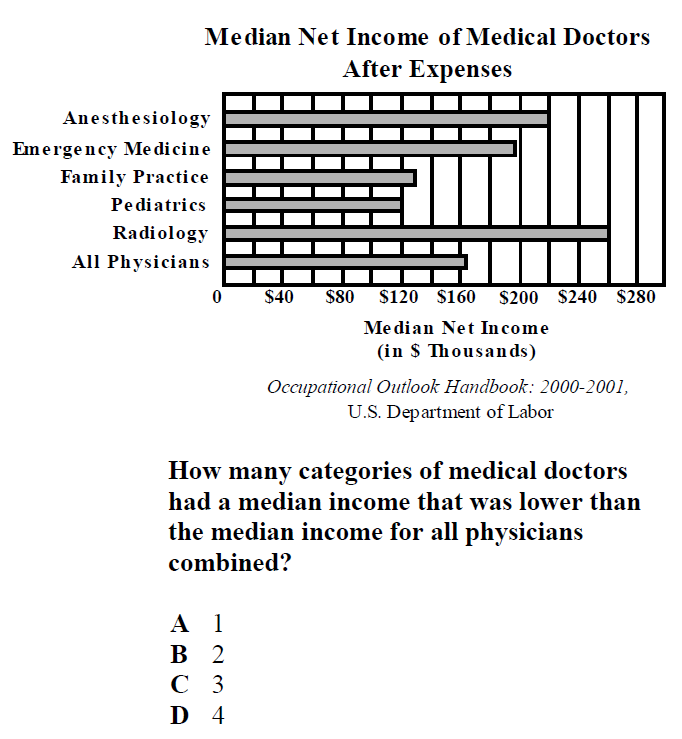 Median Net Income of Medical Doctors
After Expenses
Anesthesiology
Emergency Medicine
Family Practice
Pediatrics
Radiology
All Physicians
0 $40 $80 $120 $160 $200 $240 $280
Median Net Income
(in $ Thousands)
Occupational Outlook Handbook: 2000-2001,
U.S. Department of Labor
How many categories of medical doctors
had a median income that was lower than
the median income for all physicians
combined?
A 1
B 2
C 3
D 4